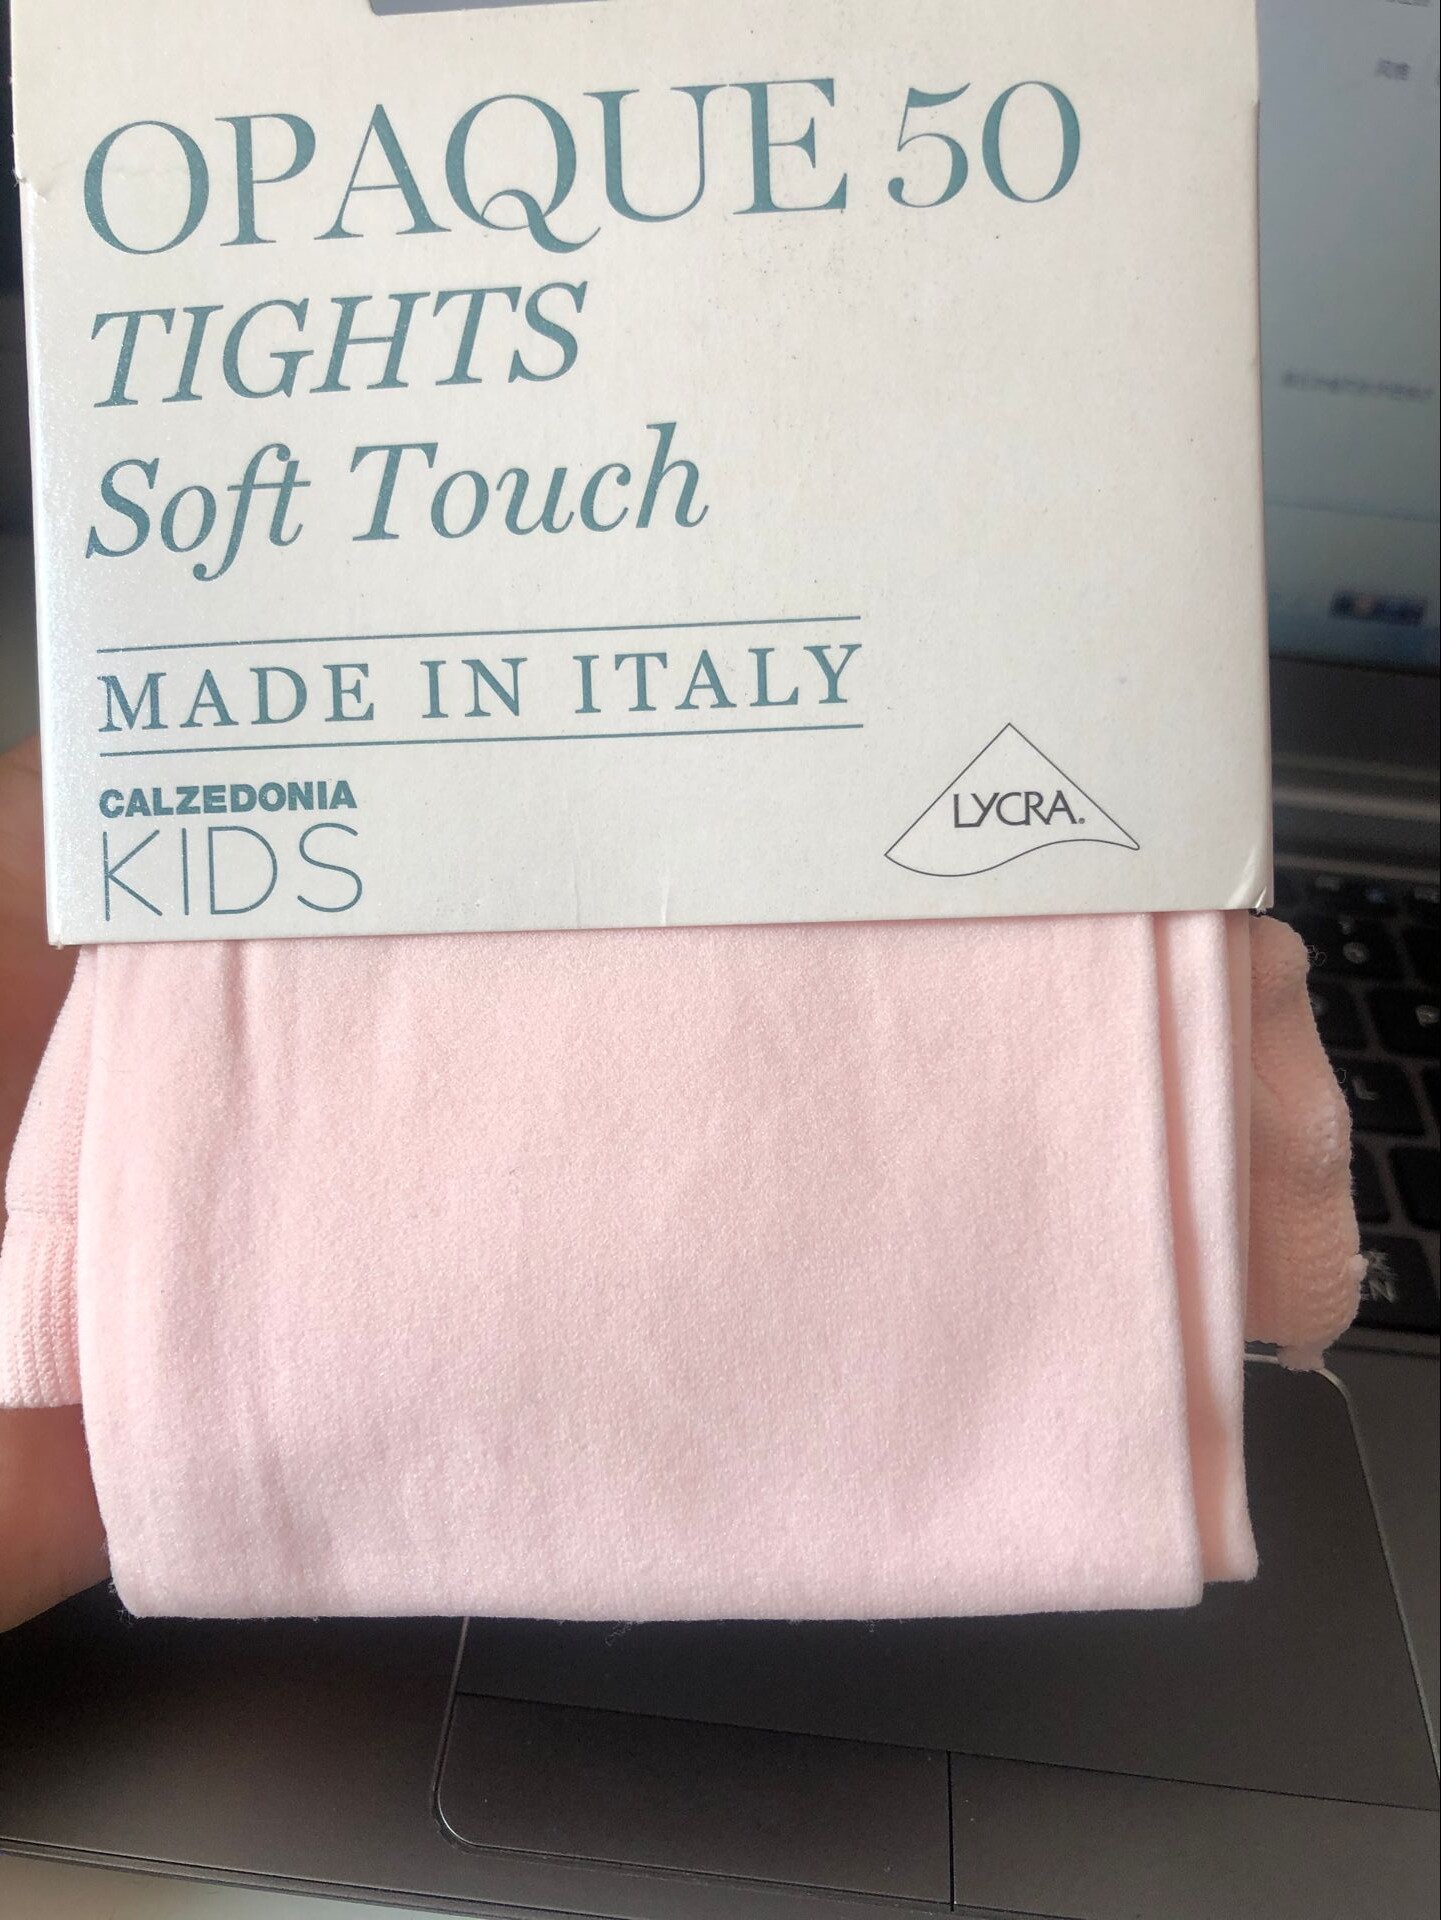 OPAQUE 50
TIGHTS
Soft Touch
MADE IN ITALY
CALZEDONIA
KIDS
LYCRA®